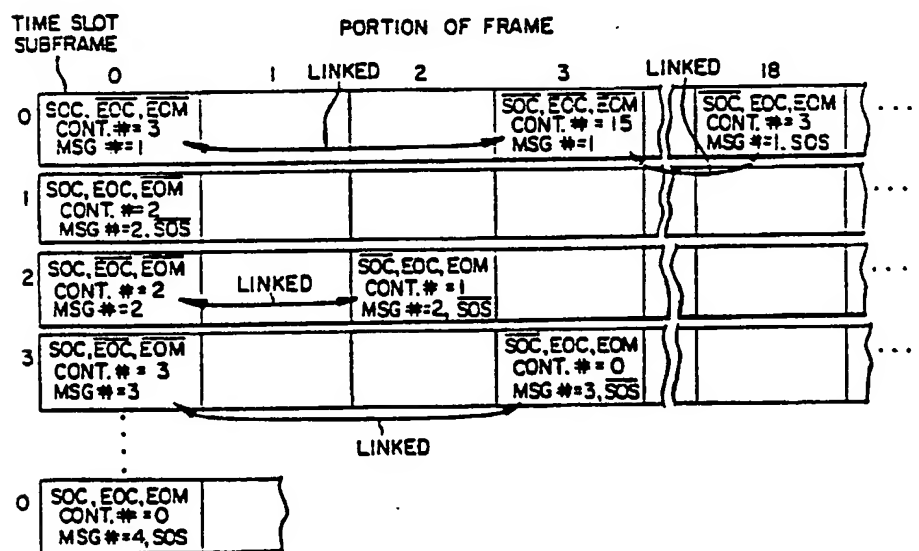 TIME SLOT
SUBFRAME
PORTION OF FRAME
0 1 LINKED 2 3 LINKED 18
0
SOC, EOC, EOM
CONT. #=3
MSG #=1
SOC, EOC, EOM
CONT. #=15
MSG #=1
SOC, EOC, EOM
CONT. #=3
MSG #=1. SOS
....
1
SOC, EOC, EOM
CONT. #=2
MSG #=2. SOS
....
2
SOC, EOC, EOM
CONT. #=2
MSG #=2
LINKED
SOC, EOC, EOM
CONT. #=1
MSG #=2, SOS
....
3
SOC, EOC, EOM
CONT. #= 3
MSG #=3
SOC, EOC, EOM
CONT. #=0
MSG #=3, SOS
....
LINKED
0
SOC, EOC, EOM
CONT. #=0
MSG #=4, SOS